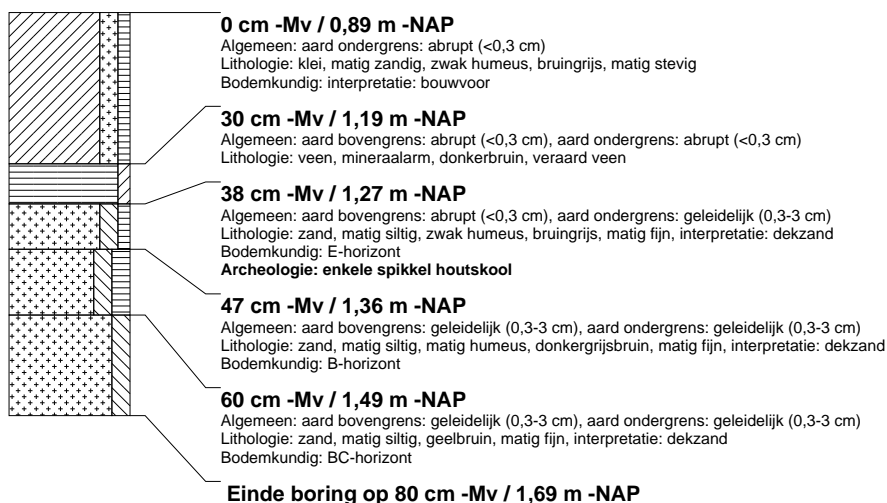 0 cm -Mv / 0,89 m -NAP
Algemeen: aard ondergrens: abrupt (<0,3 cm)
Lithologie: klei, matig zandig, zwak humeus, bruingrijs, matig stevig
Bodemkundig: interpretatie: bouwvoor
30 cm -Mv / 1,19 m -NAP
Algemeen: aard bovengrens: abrupt (<0,3 cm), aard ondergrens: abrupt (<0,3 cm)
Lithologie: veen, mineraalarm, donkerbruin, veraard veen
38 cm -Mv / 1,27 m -NAP
Algemeen: aard bovengrens: abrupt (<0,3 cm), aard ondergrens: geleidelijk (0,3-3 cm)
Lithologie: zand, matig siltig, zwak humeus, bruingrijs, matig fijn, interpretatie: dekzand
Bodemkundig: E-horizont
Archeologie: enkele spikkel houtskool
47 cm -Mv / 1,36 m -NAP
Algemeen: aard bovengrens: geleidelijk (0,3-3 cm), aard ondergrens: geleidelijk (0,3-3 cm)
Lithologie: zand, matig siltig, matig humeus, donkergrijsbruin, matig fijn, interpretatie: dekzand
Bodemkundig: B-horizont
60 cm -Mv / 1,49 m -NAP
Algemeen: aard bovengrens: geleidelijk (0,3-3 cm), aard ondergrens: geleidelijk (0,3-3 cm)
Lithologie: zand, matig siltig, geelbruin, matig fijn, interpretatie: dekzand
Bodemkundig: BC-horizont
Einde boring op 80 cm -Mv / 1,69 m -NAP